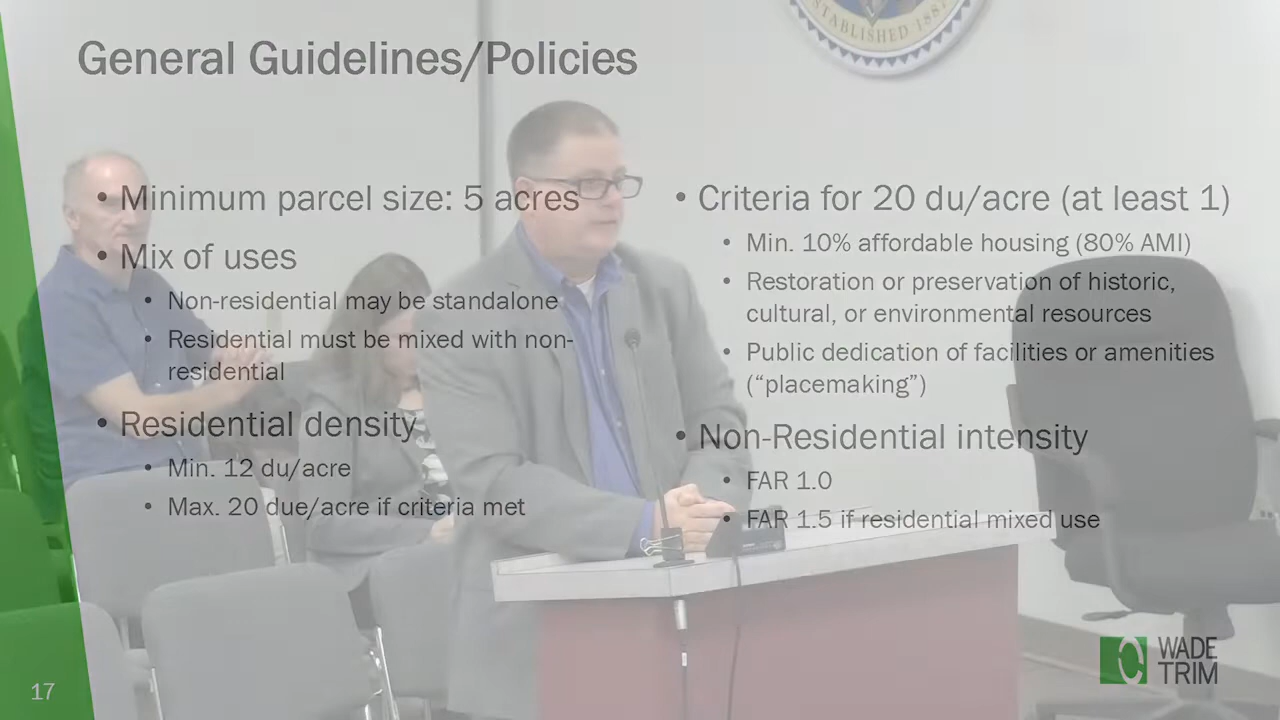 ESTABLISHED 188
General Guidelines/Policies
• Minimum parcel size: 5 acres
• Mix of uses
• Non-residential may be standalone
• Residential must be mixed with non-
residential
• Residential density
• Min. 12 du/acre
• Max. 20 due/acre if criteria met
• Criteria for 20 du/acre (at least 1)
• Min. 10% affordable housing (80% AMI)
• Restoration or preservation of historic,
cultural, or environmental resources
• Public dedication of facilities or amenities
(“placemaking”)
• Non-Residential intensity
• FAR 1.0
• FAR 1.5 if residential mixed use
WADE
TRIM
17